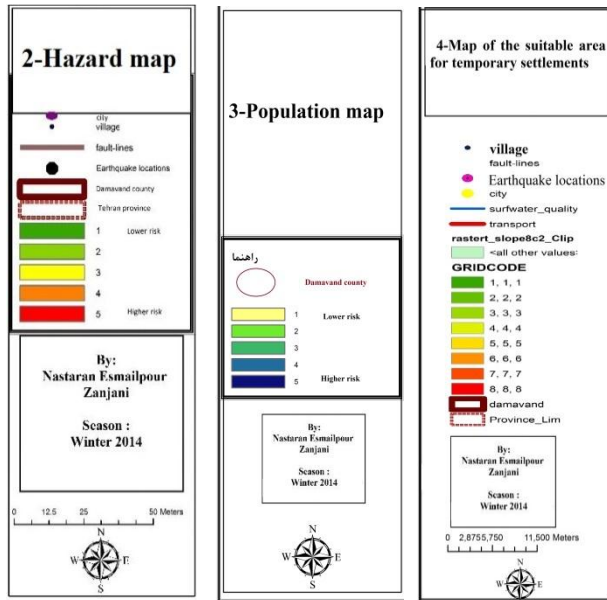 2-Hazard map
city
village
fault-lines
Earthquake locations
Damavand county
Tehran province
1 Lower risk
2
3
4
5 Higher risk
By:
Nastaran Esmailpour
Zanjani
Season :
Winter 2014
0 12.5 25 50 Meters
N
W E
S
3-Population map
راهنما
Damavand county
1 Lower risk
2
3
4
5 Higher risk
By:
Nastaran Esmailpour
Zanjani
Season :
Winter 2014
N
W E
S
4-Map of the suitable area
for temporary settlements
village
fault-lines
Earthquake locations
city
surfwater_quality
transport
rastert_slope8c2_Clip
<all other values>
GRIDCODE
1, 1, 1
2, 2, 2
3, 3, 3
4, 4, 4
5, 5, 5
6, 6, 6
7, 7, 7
8, 8, 8
damavand
Province_Lim
By:
Nastaran Esmailpour
Zanjani
Season :
Winter 2014
0 2,8755,750 11,500 Meters
N
W E
S